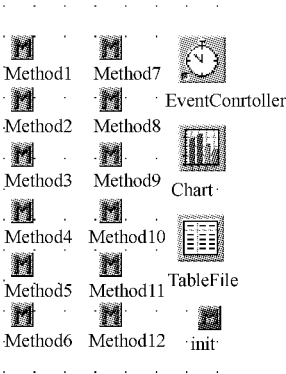 Method1 Method7
EventConrtoller
Method2 Method8
Method3 Method9
Chart
Method4 Method10
TableFile
Method5 Method11
Method6 Method12 init